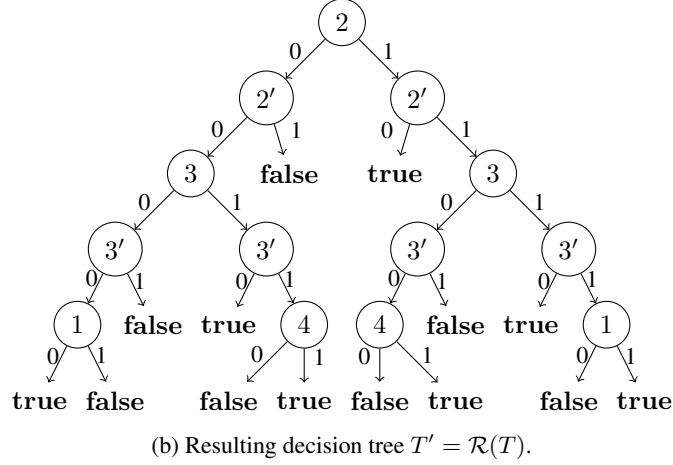 2
0 1
2′ 2′
0 1 0 1
3 false true 3
0 1 0 1
3′ 3′ 3′ 3′
0 1 0 1 0 1 0 1
1 false true 4 4 false true 1
0 1 0 1 0 1 0 1
true false false true false true false true
(b) Resulting decision tree T′ = R(T).